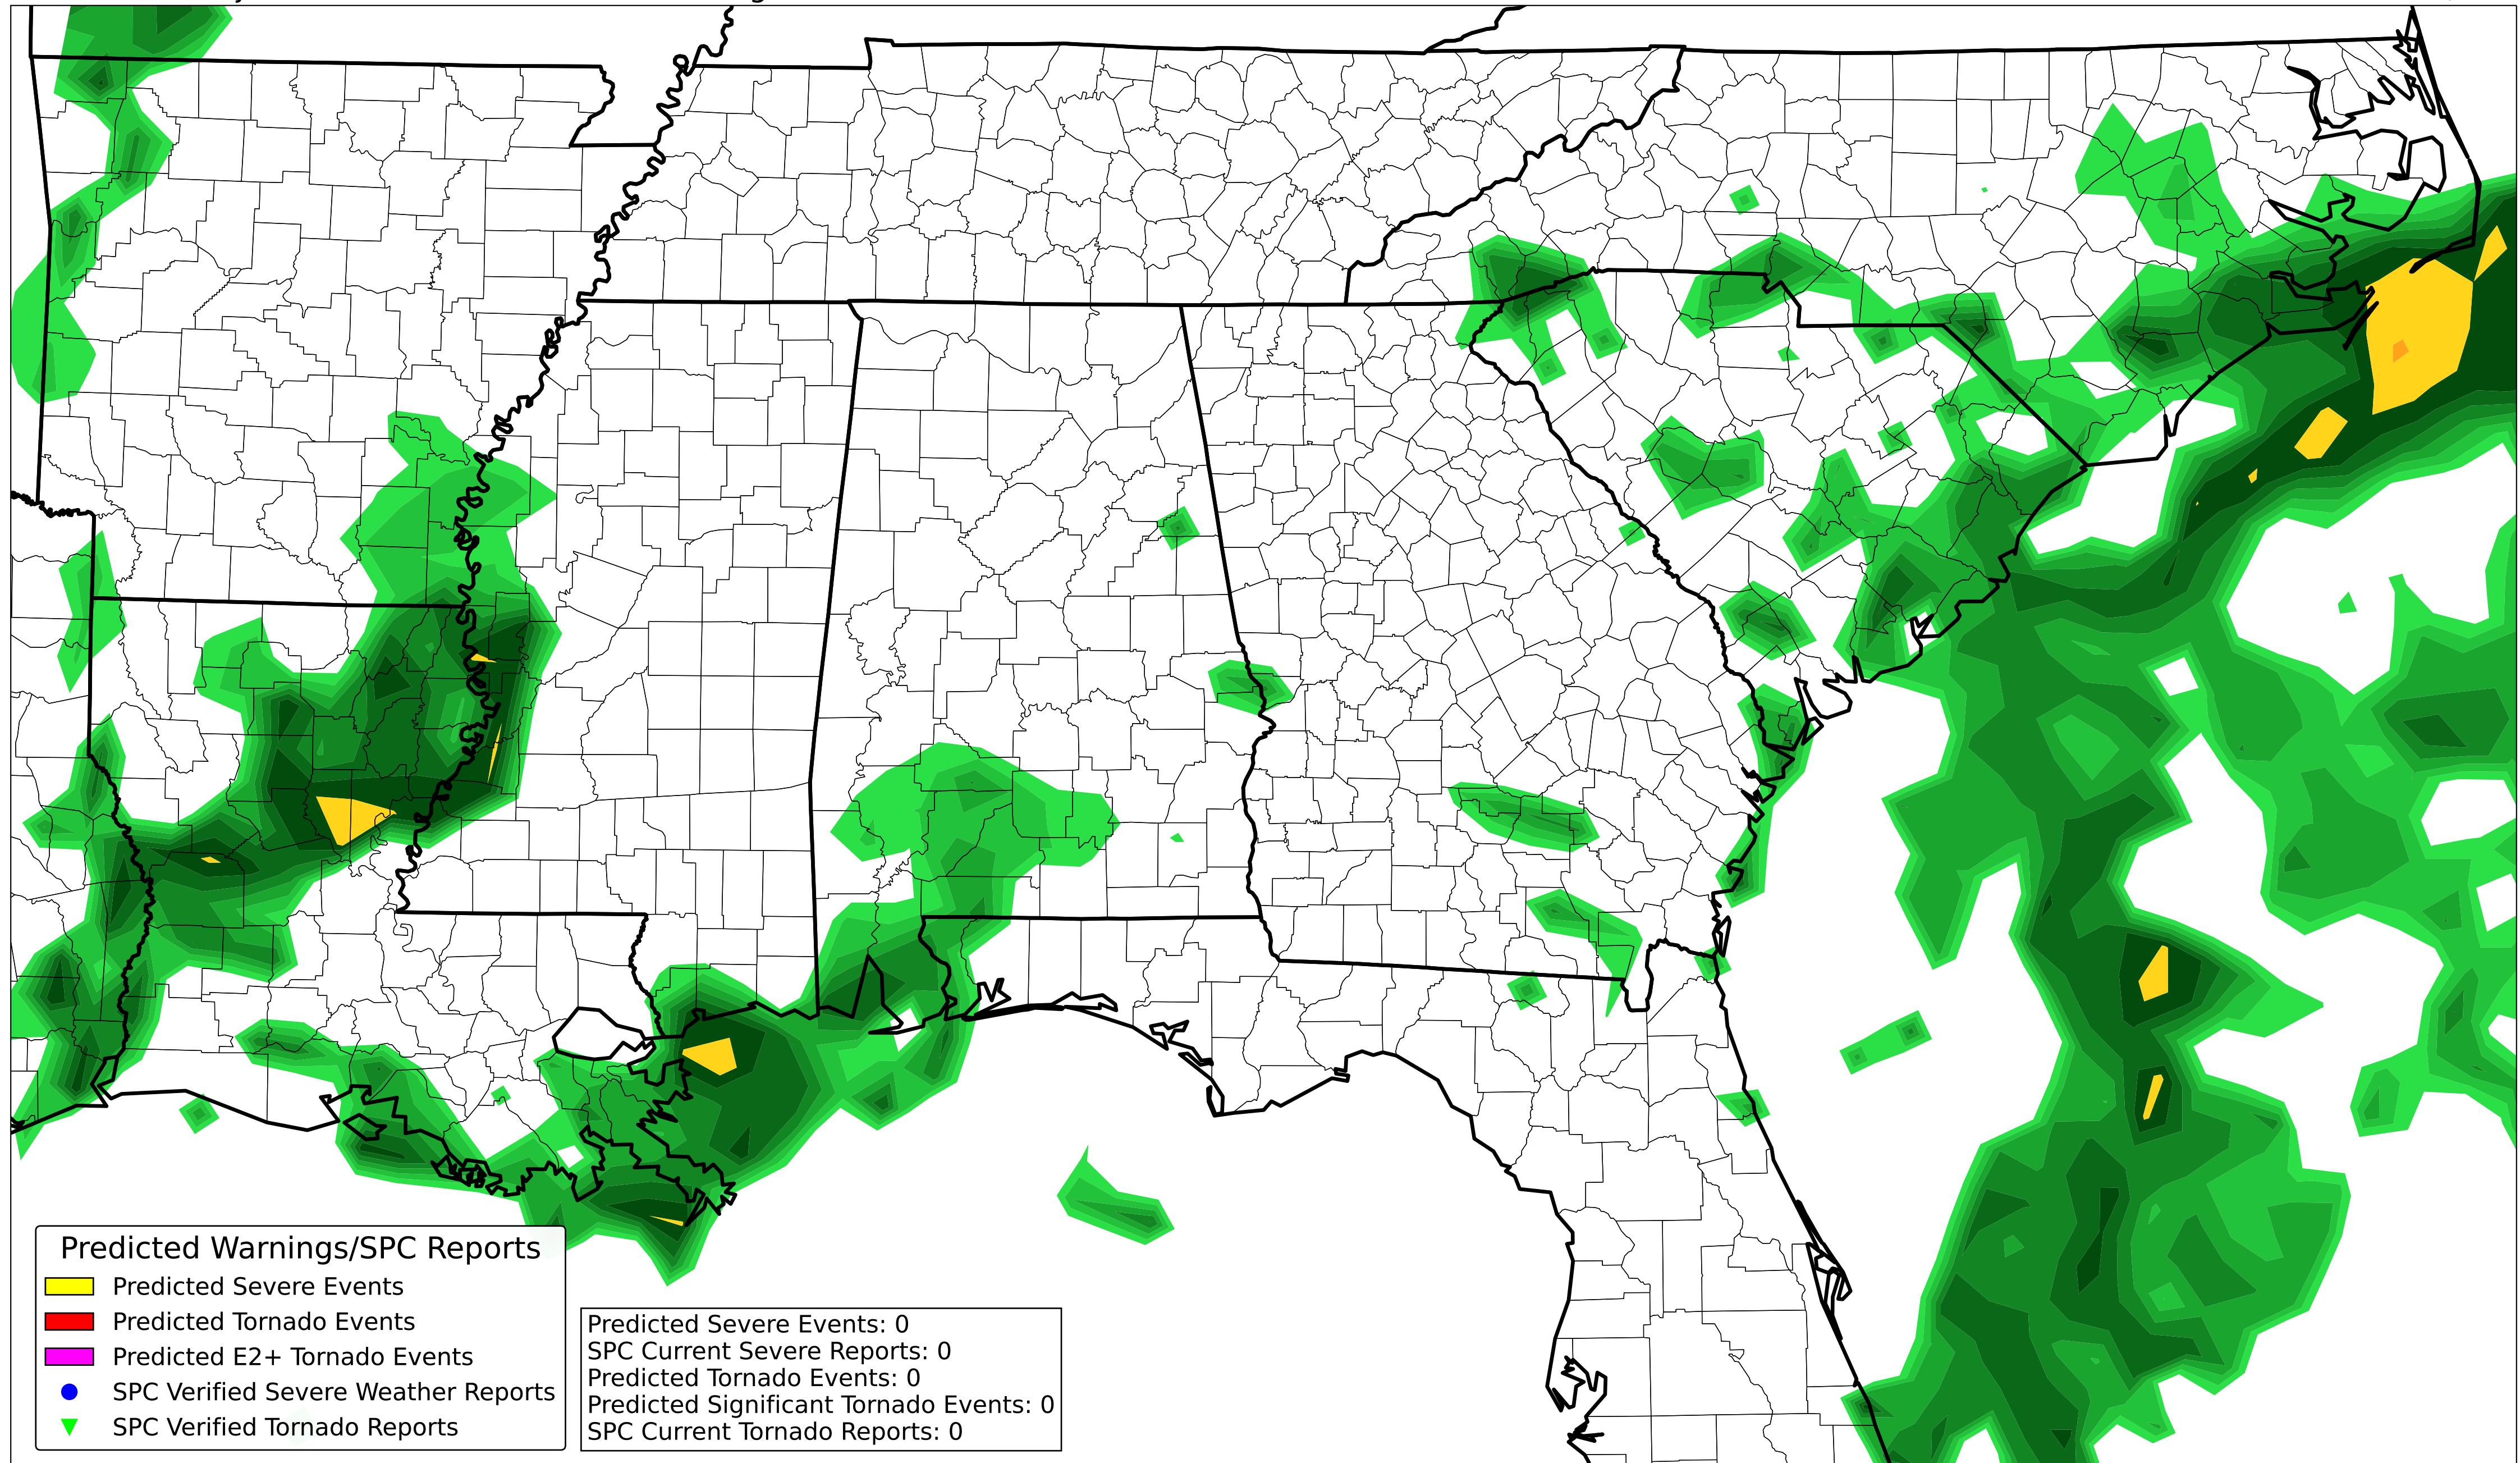 Predicted Warnings/SPC Reports
Predicted Severe Events
Predicted Tornado Events
Predicted E2+ Tornado Events
SPC Verified Severe Weather Reports
SPC Verified Tornado Reports
Predicted Severe Events: 0
SPC Current Severe Reports: 0
Predicted Tornado Events: 0
Predicted Significant Tornado Events: 0
SPC Current Tornado Reports: 0